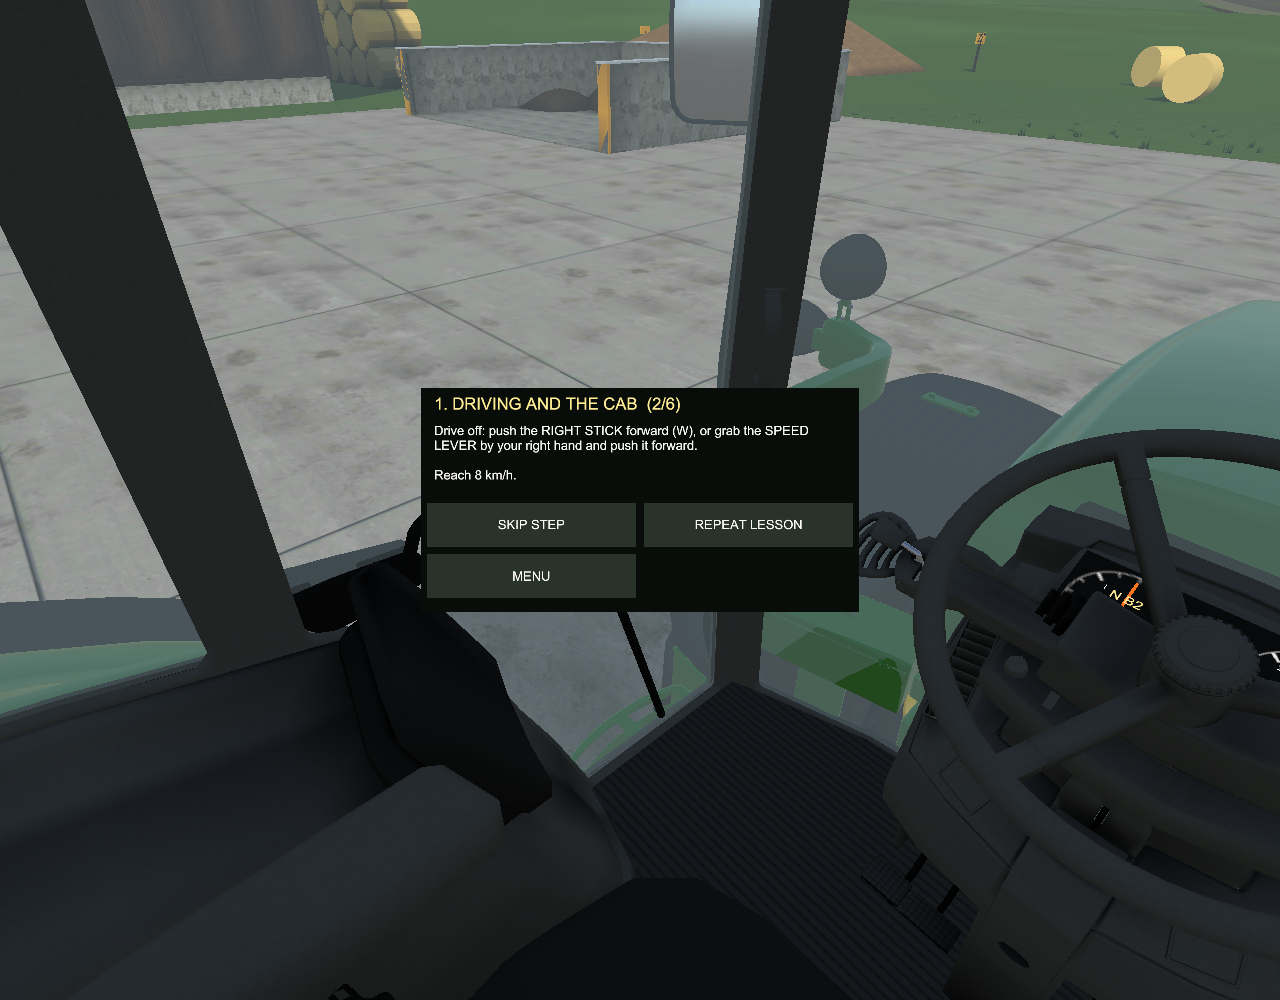 1. DRIVING AND THE CAB (2/6)
Drive off: push the RIGHT STICK forward (W), or grab the SPEED
LEVER by your right hand and push it forward.
Reach 8 km/h.
SKIP STEP
REPEAT LESSON
MENU
N B2